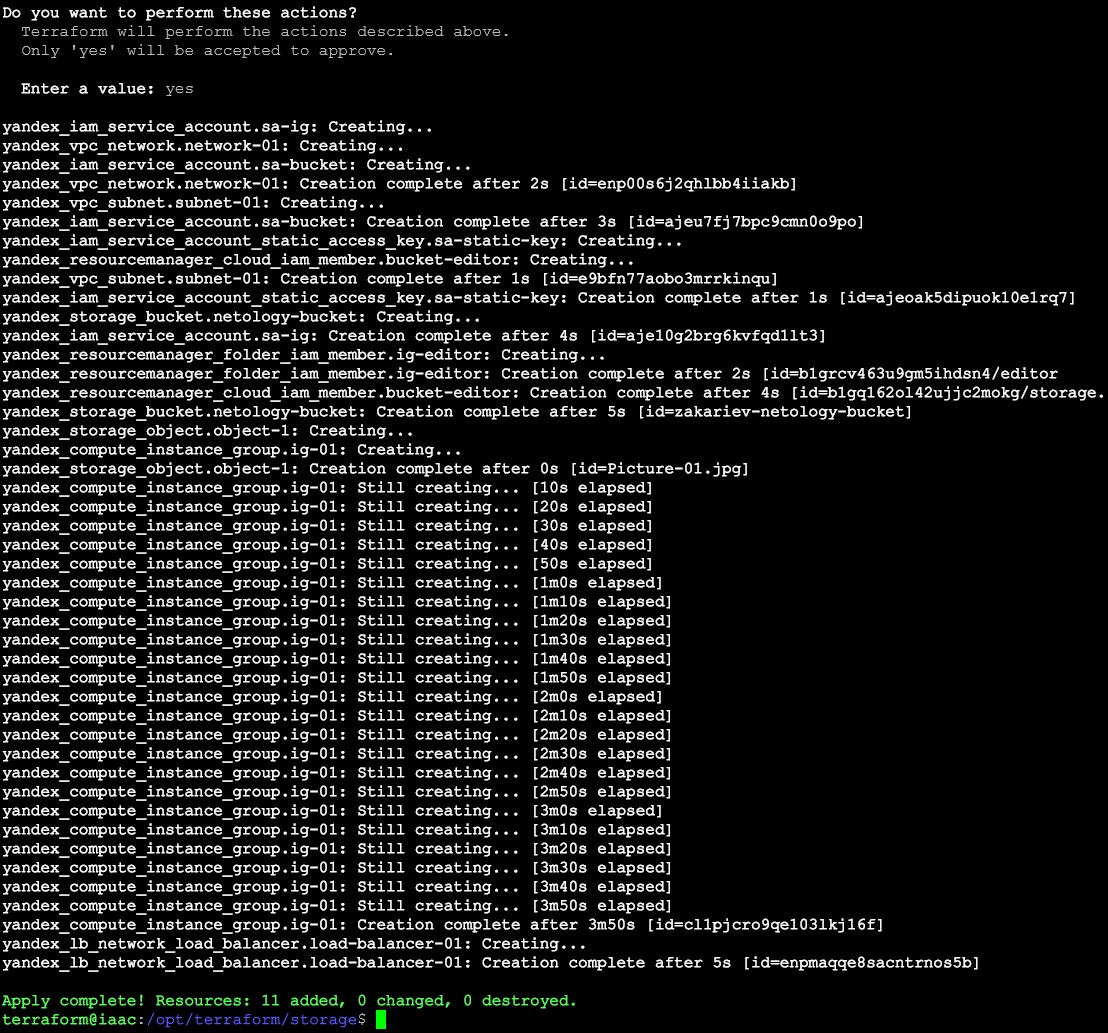 Do you want to perform these actions?
  Terraform will perform the actions described above.
  Only 'yes' will be accepted to approve.

  Enter a value: yes

yandex_iam_service_account.sa-ig: Creating...
yandex_vpc_network.network-01: Creating...
yandex_iam_service_account.sa-bucket: Creating...
yandex_vpc_network.network-01: Creation complete after 2s [id=enp00s6j2qhlbb4iiakb]
yandex_vpc_subnet.subnet-01: Creating...
yandex_iam_service_account.sa-bucket: Creation complete after 3s [id=ajeu7fj7bpc9cmn0o9po]
yandex_iam_service_account_static_access_key.sa-static-key: Creating...
yandex_resourcemanager_cloud_iam_member.bucket-editor: Creating...
yandex_vpc_subnet.subnet-01: Creation complete after 1s [id=e9bfn77aobo3mrrkinqu]
yandex_iam_service_account_static_access_key.sa-static-key: Creation complete after 1s [id=ajeoak5dipuok10e1rq7]
yandex_storage_bucket.netology-bucket: Creating...
yandex_iam_service_account.sa-ig: Creation complete after 4s [id=aje10g2brg6kvfqdllt3]
yandex_resourcemanager_folder_iam_member.ig-editor: Creating...
yandex_resourcemanager_folder_iam_member.ig-editor: Creation complete after 2s [id=b1grcv463u9gm5ihdsn4/editor
yandex_resourcemanager_cloud_iam_member.bucket-editor: Creation complete after 4s [id=b1gq162ol42ujjc2mokg/storage.
yandex_storage_bucket.netology-bucket: Creation complete after 5s [id=zakariev-netology-bucket]
yandex_storage_object.object-1: Creating...
yandex_compute_instance_group.ig-01: Creating...
yandex_storage_object.object-1: Creation complete after 0s [id=Picture-01.jpg]
yandex_compute_instance_group.ig-01: Still creating... [10s elapsed]
yandex_compute_instance_group.ig-01: Still creating... [20s elapsed]
yandex_compute_instance_group.ig-01: Still creating... [30s elapsed]
yandex_compute_instance_group.ig-01: Still creating... [40s elapsed]
yandex_compute_instance_group.ig-01: Still creating... [50s elapsed]
yandex_compute_instance_group.ig-01: Still creating... [1m0s elapsed]
yandex_compute_instance_group.ig-01: Still creating... [1m10s elapsed]
yandex_compute_instance_group.ig-01: Still creating... [1m20s elapsed]
yandex_compute_instance_group.ig-01: Still creating... [1m30s elapsed]
yandex_compute_instance_group.ig-01: Still creating... [1m40s elapsed]
yandex_compute_instance_group.ig-01: Still creating... [1m50s elapsed]
yandex_compute_instance_group.ig-01: Still creating... [2m0s elapsed]
yandex_compute_instance_group.ig-01: Still creating... [2m10s elapsed]
yandex_compute_instance_group.ig-01: Still creating... [2m20s elapsed]
yandex_compute_instance_group.ig-01: Still creating... [2m30s elapsed]
yandex_compute_instance_group.ig-01: Still creating... [2m40s elapsed]
yandex_compute_instance_group.ig-01: Still creating... [2m50s elapsed]
yandex_compute_instance_group.ig-01: Still creating... [3m0s elapsed]
yandex_compute_instance_group.ig-01: Still creating... [3m10s elapsed]
yandex_compute_instance_group.ig-01: Still creating... [3m20s elapsed]
yandex_compute_instance_group.ig-01: Still creating... [3m30s elapsed]
yandex_compute_instance_group.ig-01: Still creating... [3m40s elapsed]
yandex_compute_instance_group.ig-01: Still creating... [3m50s elapsed]
yandex_compute_instance_group.ig-01: Creation complete after 3m50s [id=cl1pjcro9qe103lkj16f]
yandex_lb_network_load_balancer.load-balancer-01: Creating...
yandex_lb_network_load_balancer.load-balancer-01: Creation complete after 5s [id=enpmaqqe8sacntrnos5b]

Apply complete! Resources: 11 added, 0 changed, 0 destroyed.
terraform@iaac:/opt/terraform/storage$